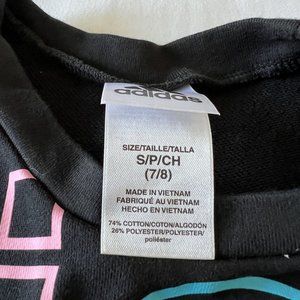 adidas
SIZE/TAILLE/TALLA
S/P/CH
(7/8)
MADE IN VIETNAM
FABRIQUÉ AU VIETNAM
HECHO EN VIETNAM
74% COTTON/COTON/ALGODÓN
26% POLYESTER/POLYESTER/
poliéster